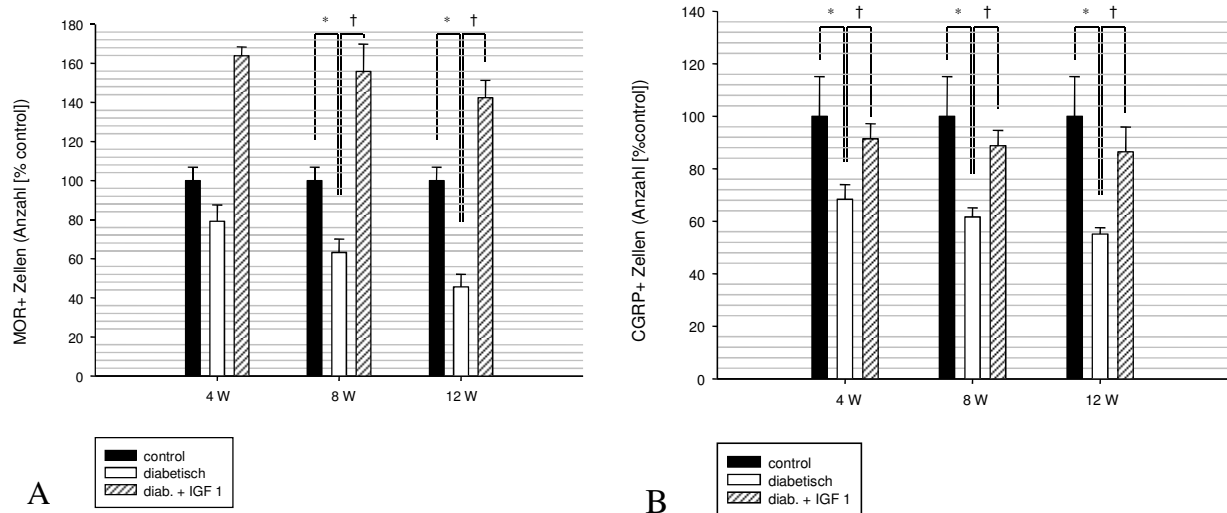 MOR+ Zellen (Anzahl [% control])
180
160
140
120
100
80
60
40
20
0
* †
* †
4 W 8 W 12 W
control
diabetisch
diab. + IGF 1
A
CGRP+ Zellen (Anzahl [%control])
140
120
100
80
60
40
20
0
* †
* †
* †
4 W 8 W 12 W
control
diabetisch
diab. + IGF 1
B